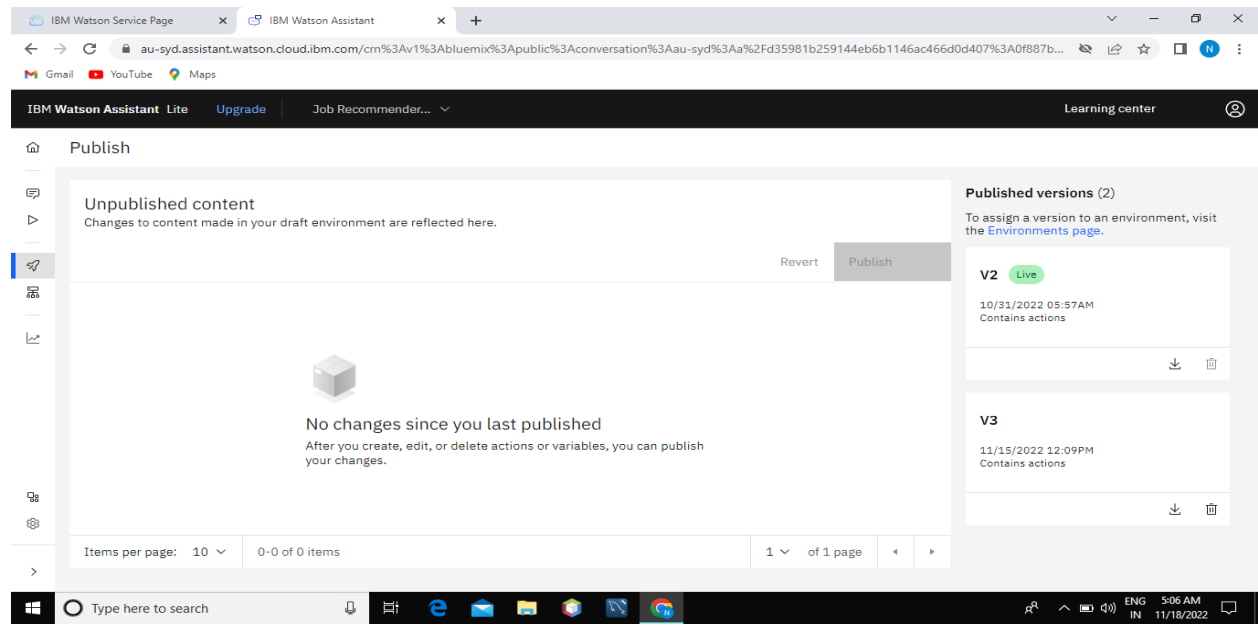 IBM Watson Service Page
IBM Watson Assistant
au-syd.assistant.watson.cloud.ibm.com/crn%3Av1%3Abluemix%3Apublic%3Aconversation%3Aau-syd%3Aa%2Fd35981b259144eb6b1146ac466d0d407%3A0f887b...
N
Gmail
YouTube
Maps
IBM Watson Assistant Lite
Upgrade
Job Recommender...
Learning center
Publish
Unpublished content
Changes to content made in your draft environment are reflected here.
Revert
Publish
No changes since you last published
After you create, edit, or delete actions or variables, you can publish
your changes.
Items per page: 10
0-0 of 0 items
1 of 1 page
Published versions (2)
To assign a version to an environment, visit
the Environments page.
V2 Live
10/31/2022 05:57AM
Contains actions
V3
11/15/2022 12:09PM
Contains actions
Type here to search
N
ENG
IN
5:06 AM
11/18/2022